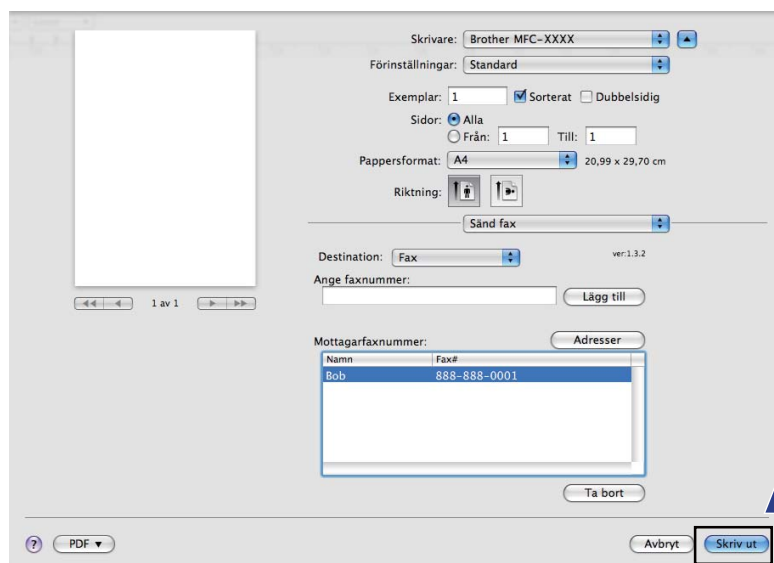 Skrivare: Brother MFC-XXXX
Förinställningar: Standard
Exemplar: 1 Sorterat Dubbelsidig
Sidor: Alla
Från: 1 Till: 1
Pappersformat: A4 20,99 x 29,70 cm
Riktning:
Sänd fax
Destination: Fax ver:1.3.2
Ange faxnummer:
Lägg till
1 av 1
Mottagarfaxnummer: Adresser
Namn Fax#
Bob 888-888-0001
Ta bort
? PDF ▼ Avbryt Skriv ut